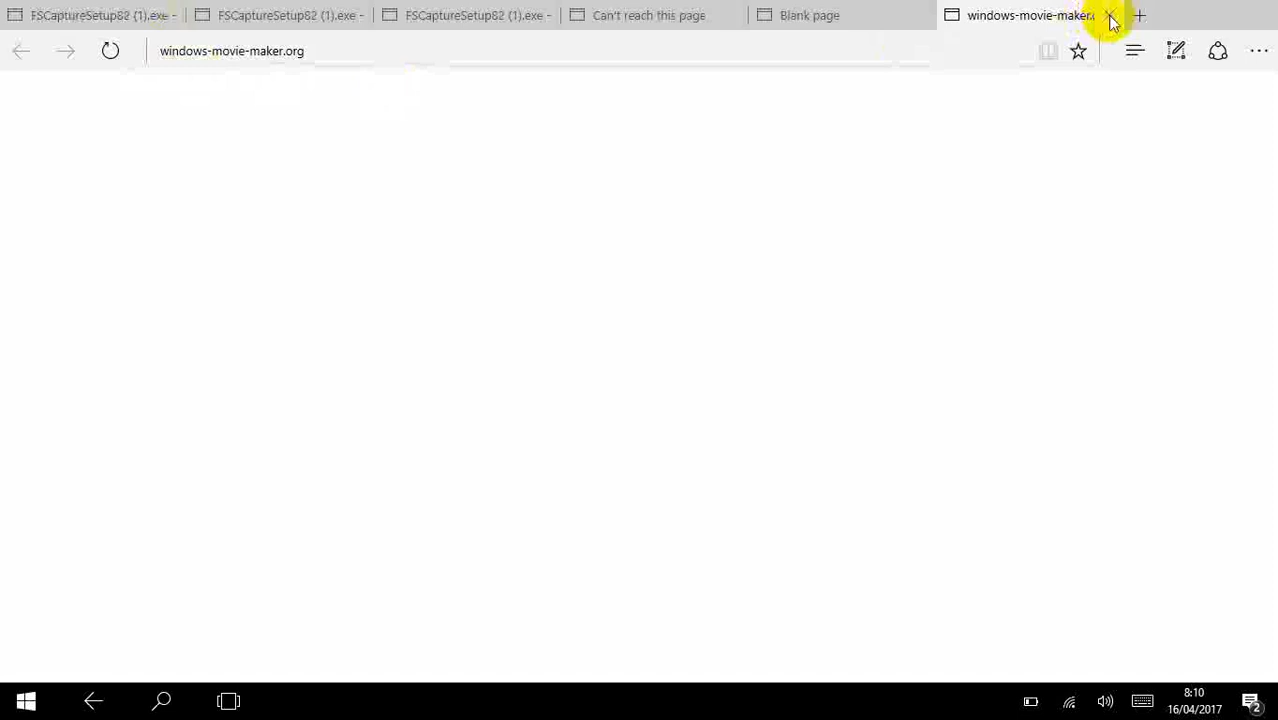 FSCaptureSetup82 (1).exe - FSCaptureSetup82 (1).exe - FSCaptureSetup82 (1).exe - Can't reach this page Blank page windows-movie-maker.
windows-movie-maker.org
8:10
16/04/2017
2